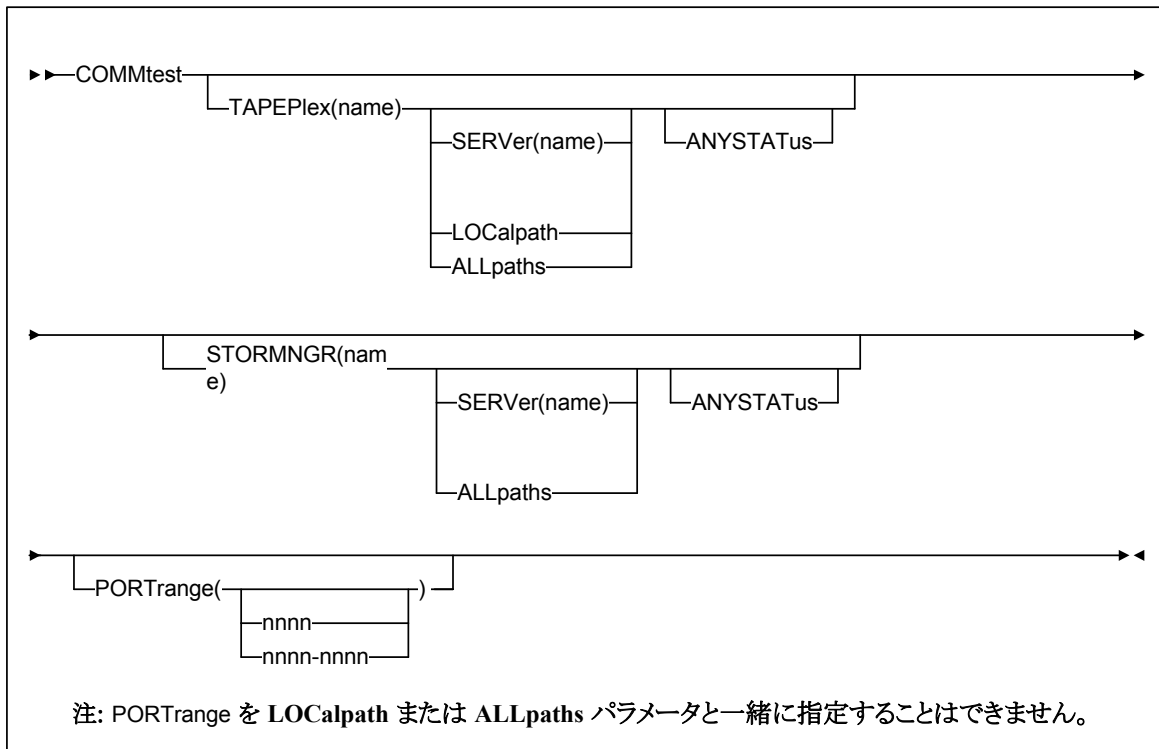 COMMtest
TAPEPlex(name)
SERVer(name)
ANYSTATus
LOCalpath
ALLpaths
STORMNGR(nam
e)
SERVer(name)
ANYSTATus
ALLpaths
PORTrange( )
nnnn
nnnn-nnnn
注: PORTrange を LOCalpath または ALLpaths パラメータと一緒に指定することはできません。